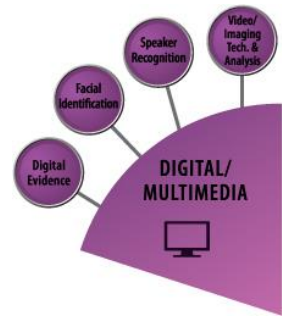 Video/
Imaging
Tech. &
Analysis
Speaker
Recognition
Facial
Identification
Digital
Evidence
DIGITAL/
MULTIMEDIA